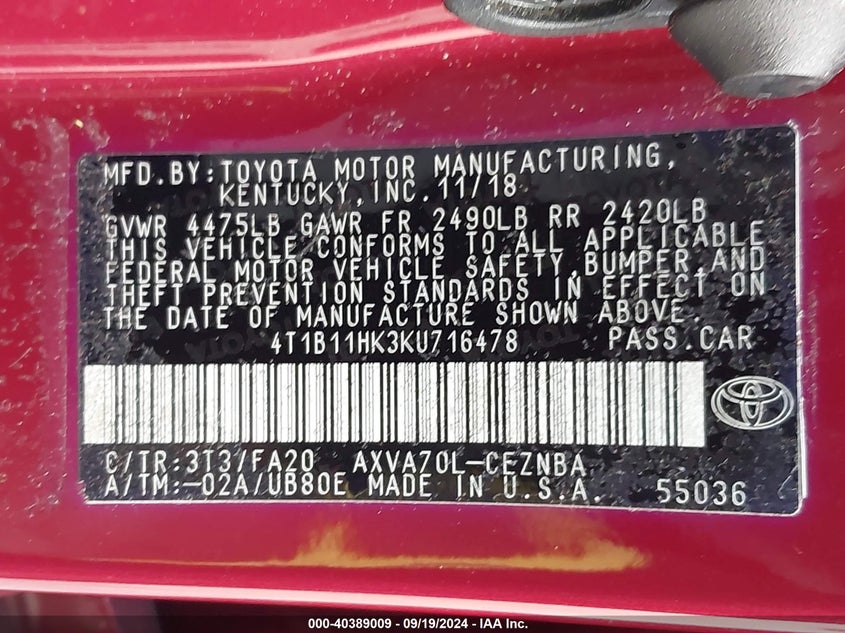 MFD.BY:TOYOTA MOTOR MANUFACTURING,
KENTUCKY,INC.11/18
GVWR 4475LB GAWR FR 2490LB RR 2420LB
THIS VEHICLE CONFORMS TO ALL APPLICABLE
FEDERAL MOTOR VEHICLE SAFETY,BUMPER,AND
THEFT PREVENTION STANDARDS IN EFFECT ON
THE DATE OF MANUFACTURE SHOWN ABOVE.
4T1B11HK3KU716478 PASS.CAR
C/TR:3T3/FA20 AXVA70L-CEZNBA
A/TM:-02A/UB80E MADE IN U.S.A. 55036
000-40389009 - 09/19/2024 - IAA Inc.